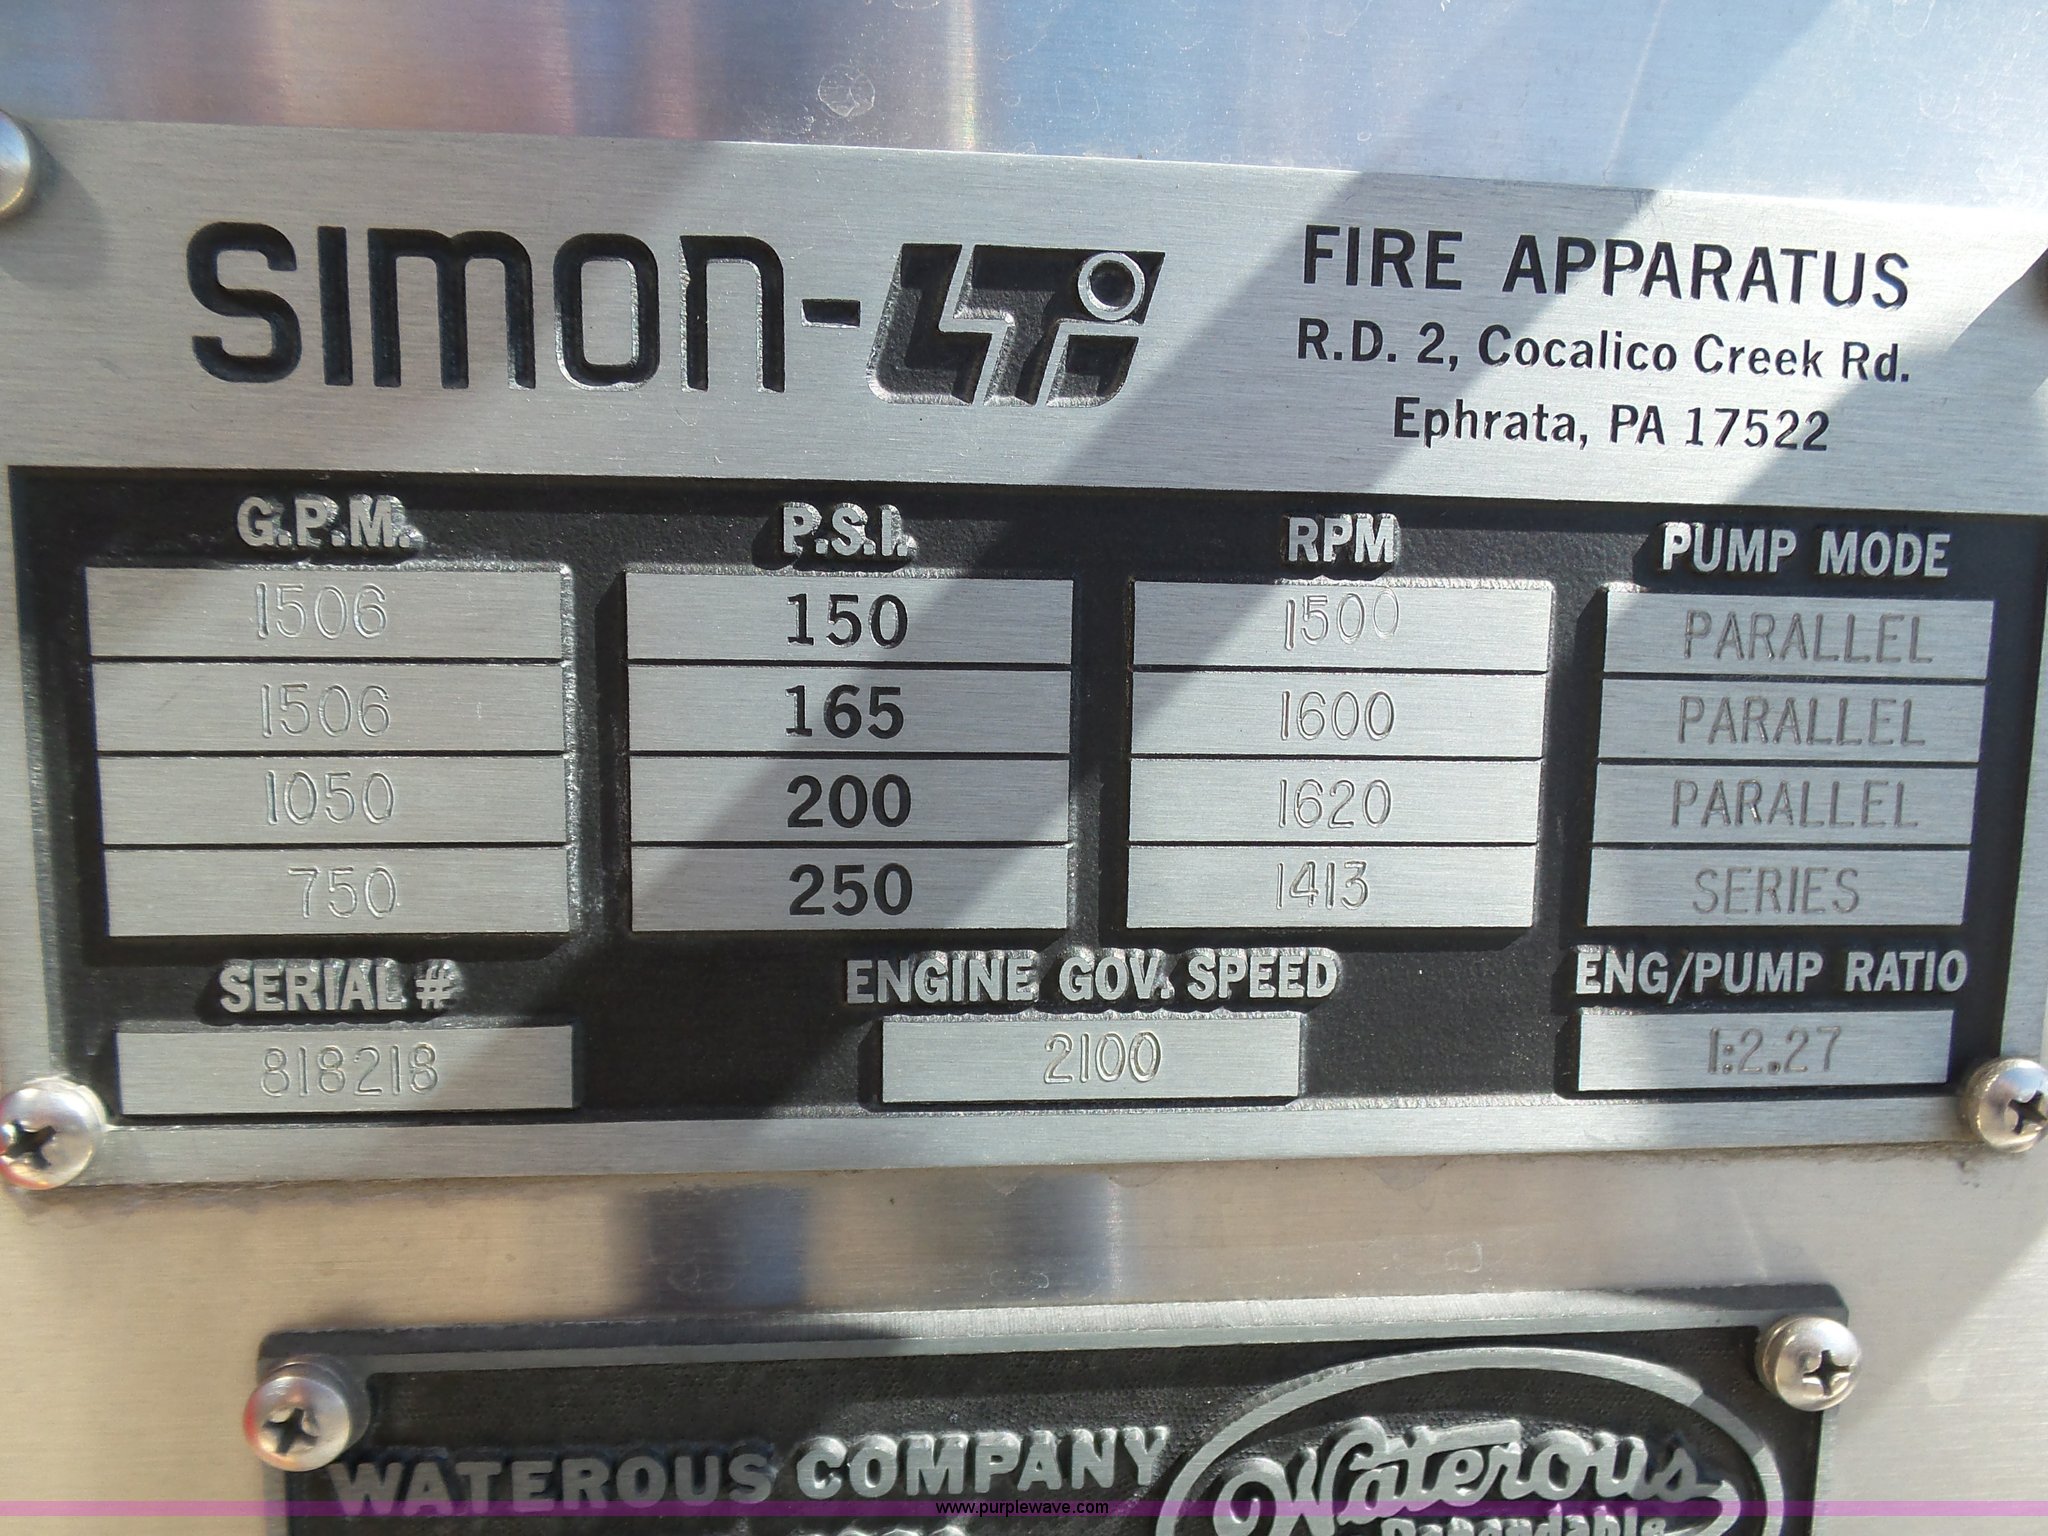 SIMON-LTI
FIRE APPARATUS
R.D. 2, Cocalico Creek Rd.
Ephrata, PA 17522
G.P.M. P.S.I. RPM PUMP MODE
1506 150 1500 PARALLEL
1506 165 1600 PARALLEL
1050 200 1620 PARALLEL
750 250 1413 SERIES
SERIAL # ENGINE GOV. SPEED ENG/PUMP RATIO
818218 2100 1:2.27
WATEROUS COMPANY
Waterous
Dependable
www.purplewave.com